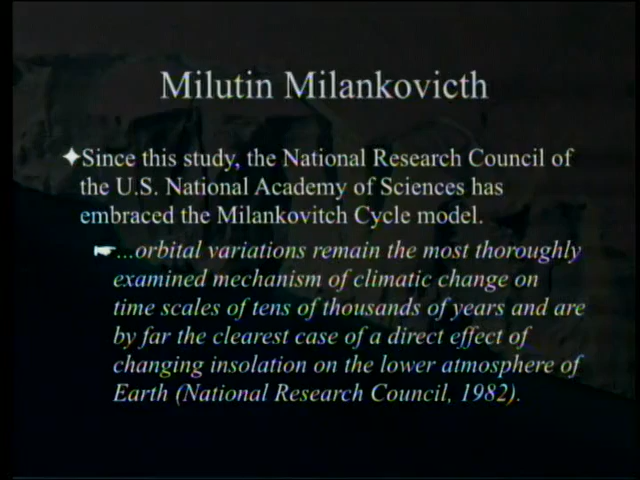 Milutin Milankovicth
Since this study, the National Research Council of
the U.S. National Academy of Sciences has
embraced the Milankovitch Cycle model.
...orbital variations remain the most thoroughly
examined mechanism of climatic change on
time scales of tens of thousands of years and are
by far the clearest case of a direct effect of
changing insolation on the lower atmosphere of
Earth (National Research Council, 1982).